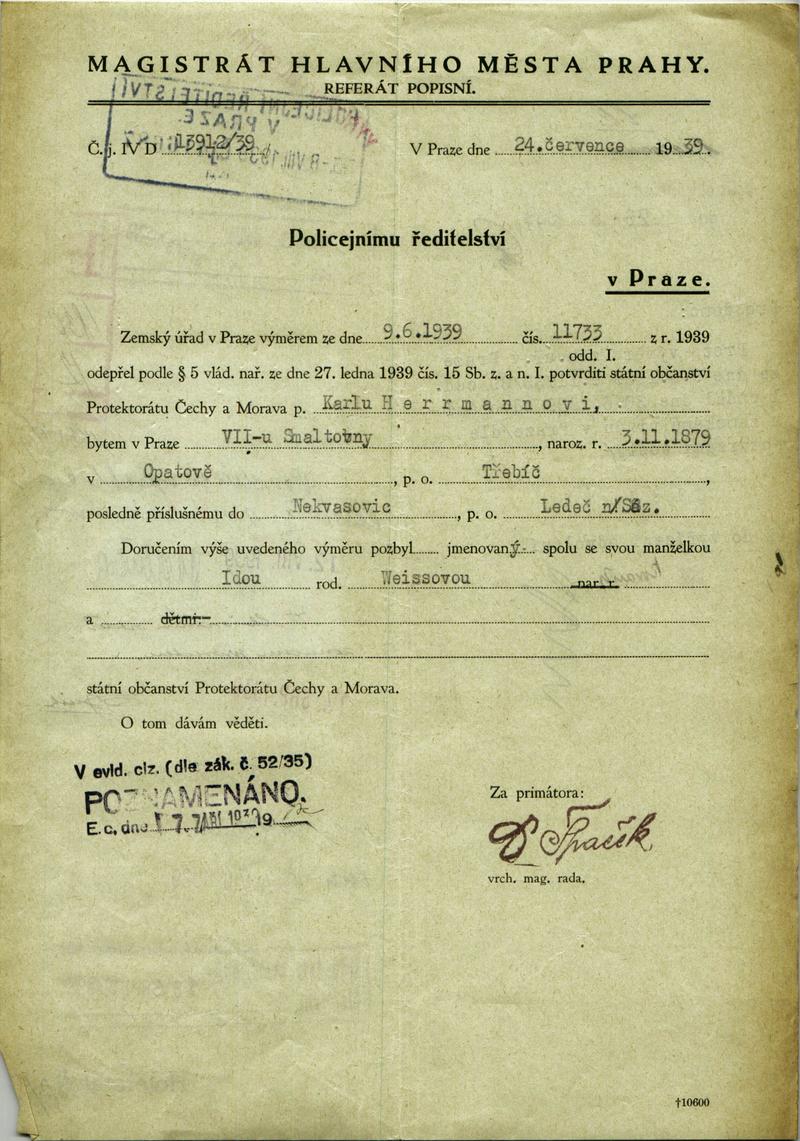 MAGISTRÁT HLAVNÍHO MĚSTA PRAHY.
REFERÁT POPISNÍ.
Č. j. IV D 13912/39
V Praze dne 24.července 19 39.
Policejnímu ředitelství
v Praze.
Zemský úřad v Praze výměrem ze dne 9.6.1939 čís. 11733 z r. 1939
odd. I.
odepřel podle § 5 vlád. nař. ze dne 27. ledna 1939 čís. 15 Sb. z. a n. I. potvrditi státní občanství
Protektorátu Čechy a Morava p. Karlu Herrmannovi,
bytem v Praze VII-u Smaltovny, naroz. r. 3.11.1879
v Opatově, p. o. Třebíč,
posledně příslušnému do Nekvasovic, p. o. Ledeč n/Sáz.
Doručením výše uvedeného výměru pozbyl jmenovaný spolu se svou manželkou
Idou rod. Weissovou nar. r.
a dětmi:
státní občanství Protektorátu Čechy a Morava.
O tom dávám věděti.
V evid. ciz. (dle zák. č. 52/35)
POZNAMENÁNO.
E. c. dne
Za primátora:
vrch. mag. rada.
†10600